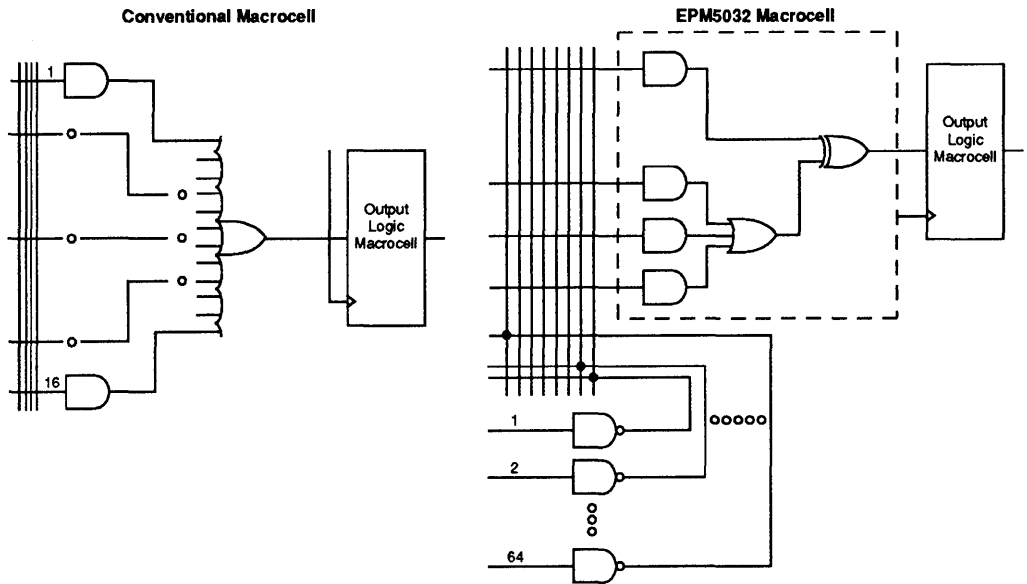 Conventional Macrocell
1
16
Output
Logic
Macrocell
EPM5032 Macrocell
Output
Logic
Macrocell
1
2
64